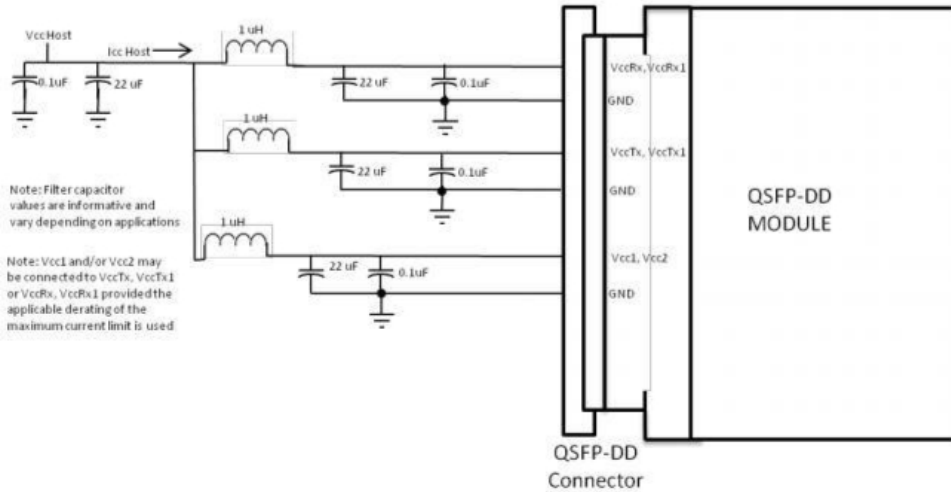 1 uH
Vcc Host
Icc Host
0.1uF
22 uF
22 uF
0.1uF
VccRx, VccRx1
GND
1 uH
22 uF
0.1uF
VccTx, VccTx1
GND
Note: Filter capacitor
values are informative and
vary depending on applications
QSFP-DD
MODULE
1 uH
22 uF
0.1uF
Vcc1, Vcc2
GND
Note: Vcc1 and/or Vcc2 may
be connected to VccTx, VccTx1
or VccRx, VccRx1 provided the
applicable derating of the
maximum current limit is used
QSFP-DD
Connector